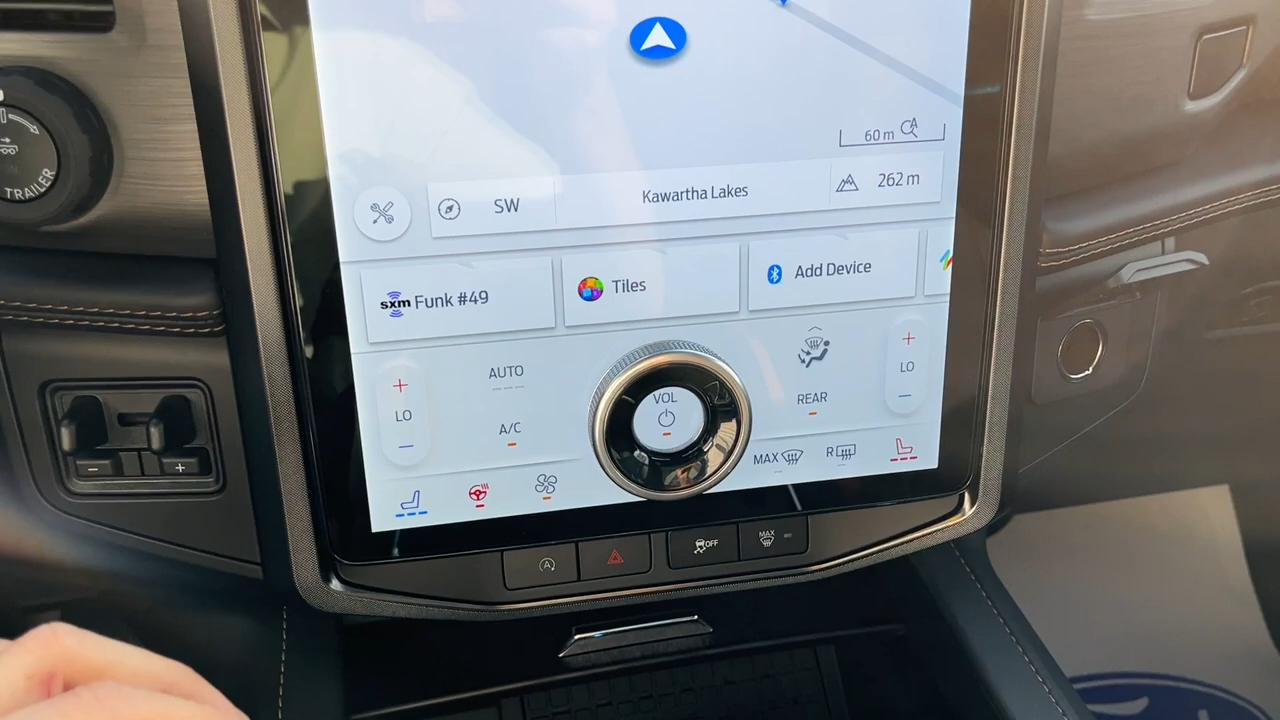 60 m
SW
Kawartha Lakes
262 m
sxm Funk #49
Tiles
Add Device
AUTO
VOL
LO
LO
A/C
REAR
MAX
R
TRAILER
OFF
MAX
A